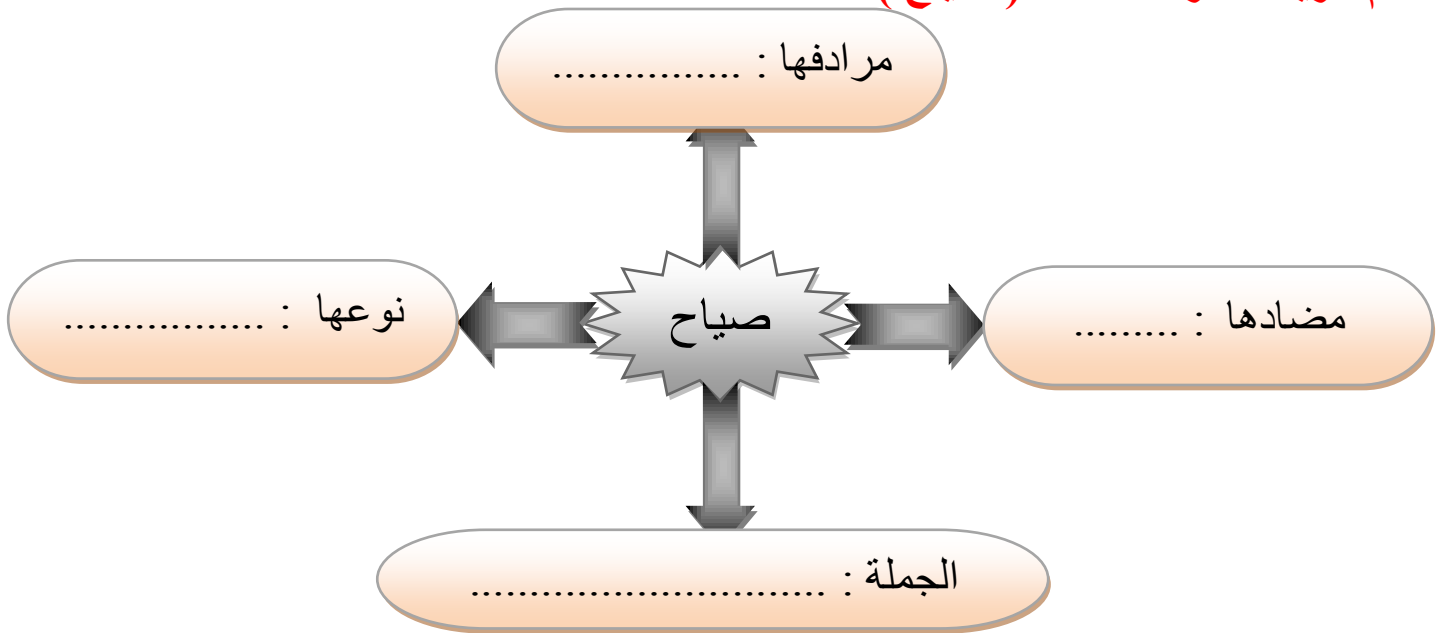 مرادفها : ................
مضادها : .........
صياح
نوعها : .................
الجملة : ..............................